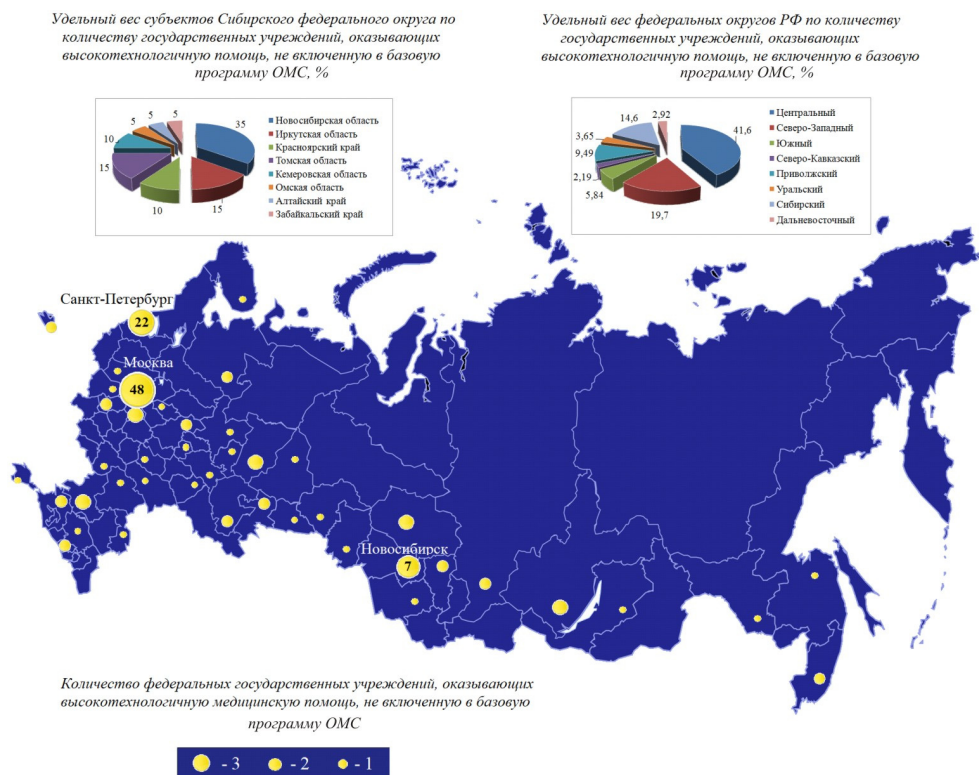 Удельный вес субъектов Сибирского федерального округа по
количеству государственных учреждений, оказывающих
высокотехнологичную помощь, не включенную в базовую
программу ОМС, %
Удельный вес федеральных округов РФ по количеству
государственных учреждений, оказывающих
высокотехнологичную помощь, не включенную в базовую
программу ОМС, %
5
5
5
10
15
10
15
35
Новосибирская область
Иркутская область
Красноярский край
Томская область
Кемеровская область
Омская область
Алтайский край
Забайкальский край
14,6
2,92
3,65
9,49
2,19
5,84
19,7
41,6
Центральный
Северо-Западный
Южный
Северо-Кавказский
Приволжский
Уральский
Сибирский
Дальневосточный
Санкт-Петербург
22
Москва
48
Новосибирск
7
Количество федеральных государственных учреждений, оказывающих
высокотехнологичную медицинскую помощь, не включенную в базовую
программу ОМС
- 3
- 2
- 1